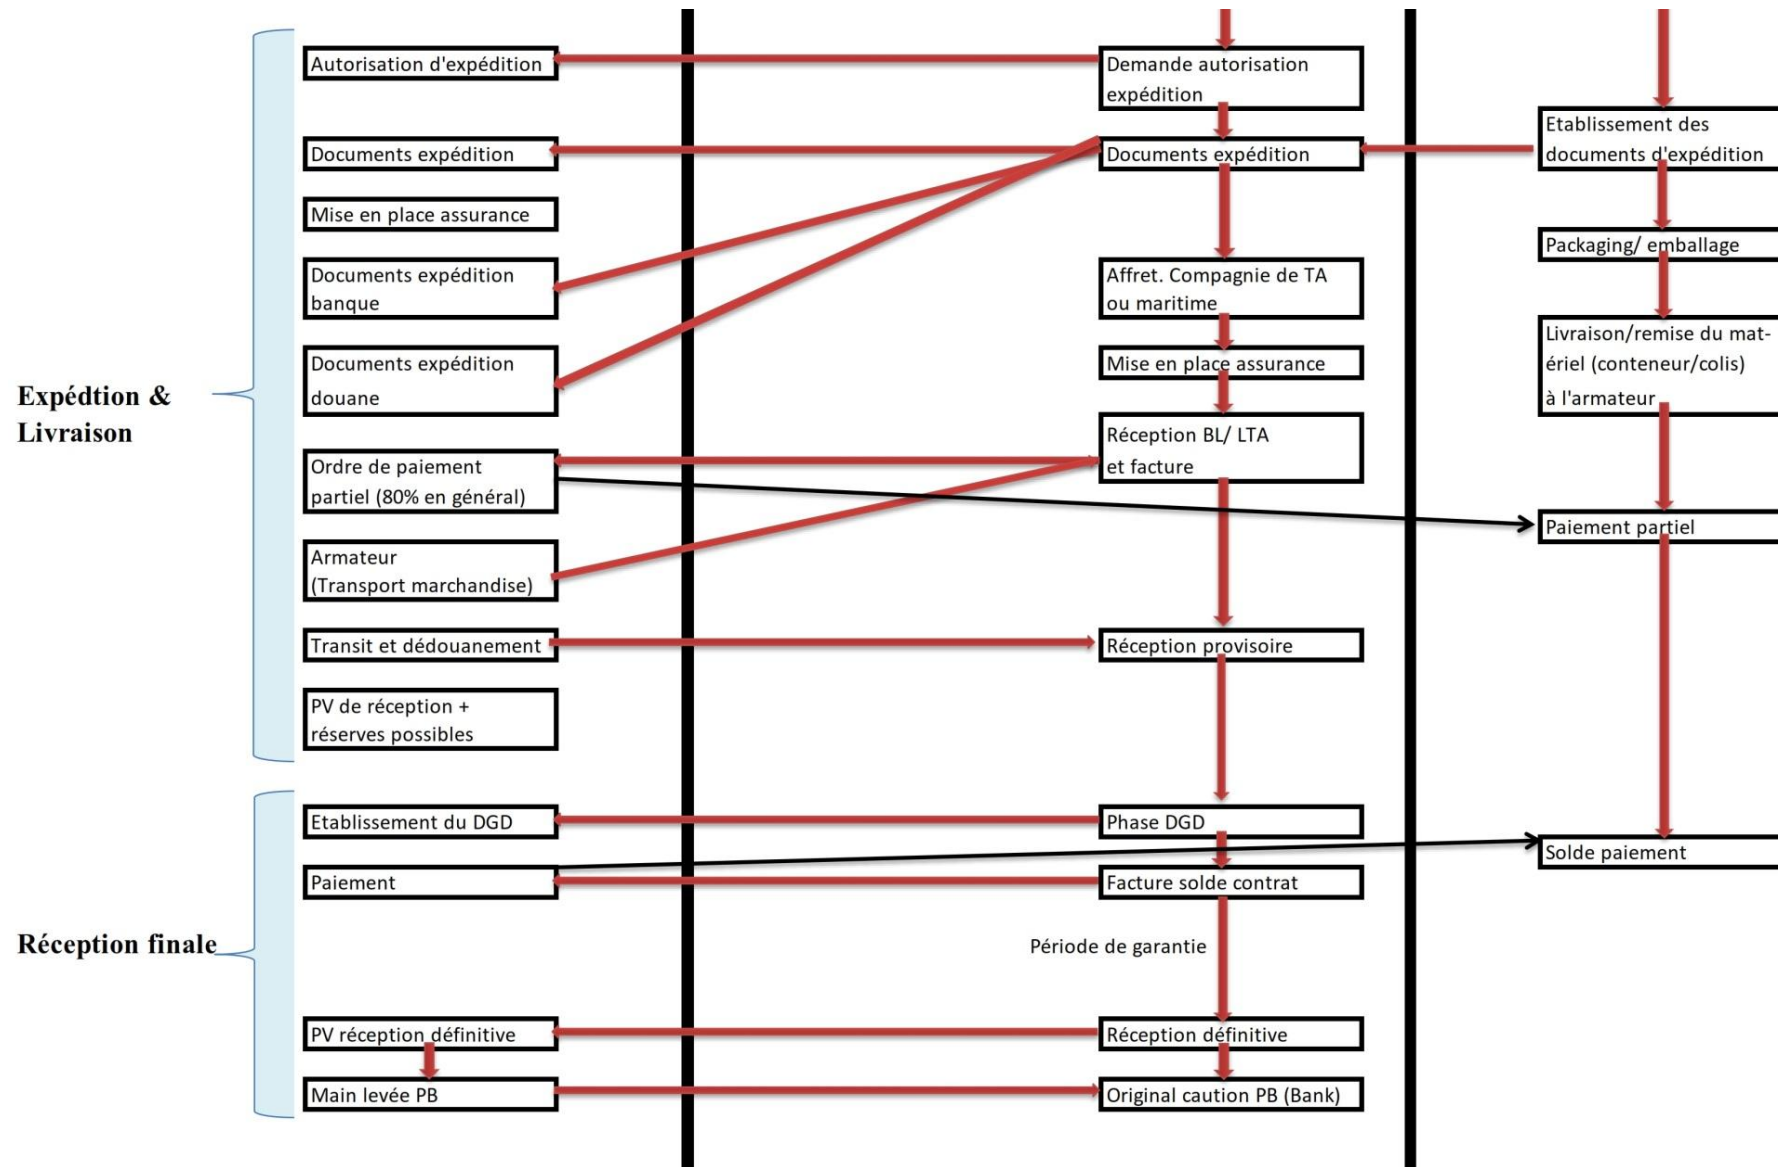 Autorisation d'expédition
Demande autorisation
expédition
Etablissement des
documents d'expédition
Documents expédition
Documents expédition
Mise en place assurance
Packaging/ emballage
Documents expédition
banque
Affret. Compagnie de TA
ou maritime
Livraison/remise du mat-
ériel (conteneur/colis)
à l'armateur
Documents expédition
douane
Mise en place assurance
Expédtion &
Livraison
Réception BL/ LTA
et facture
Ordre de paiement
partiel (80% en général)
Paiement partiel
Armateur
(Transport marchandise)
Transit et dédouanement
Réception provisoire
PV de réception +
réserves possibles
Etablissement du DGD
Phase DGD
Solde paiement
Paiement
Facture solde contrat
Réception finale
Période de garantie
PV réception définitive
Réception définitive
Main levée PB
Original caution PB (Bank)